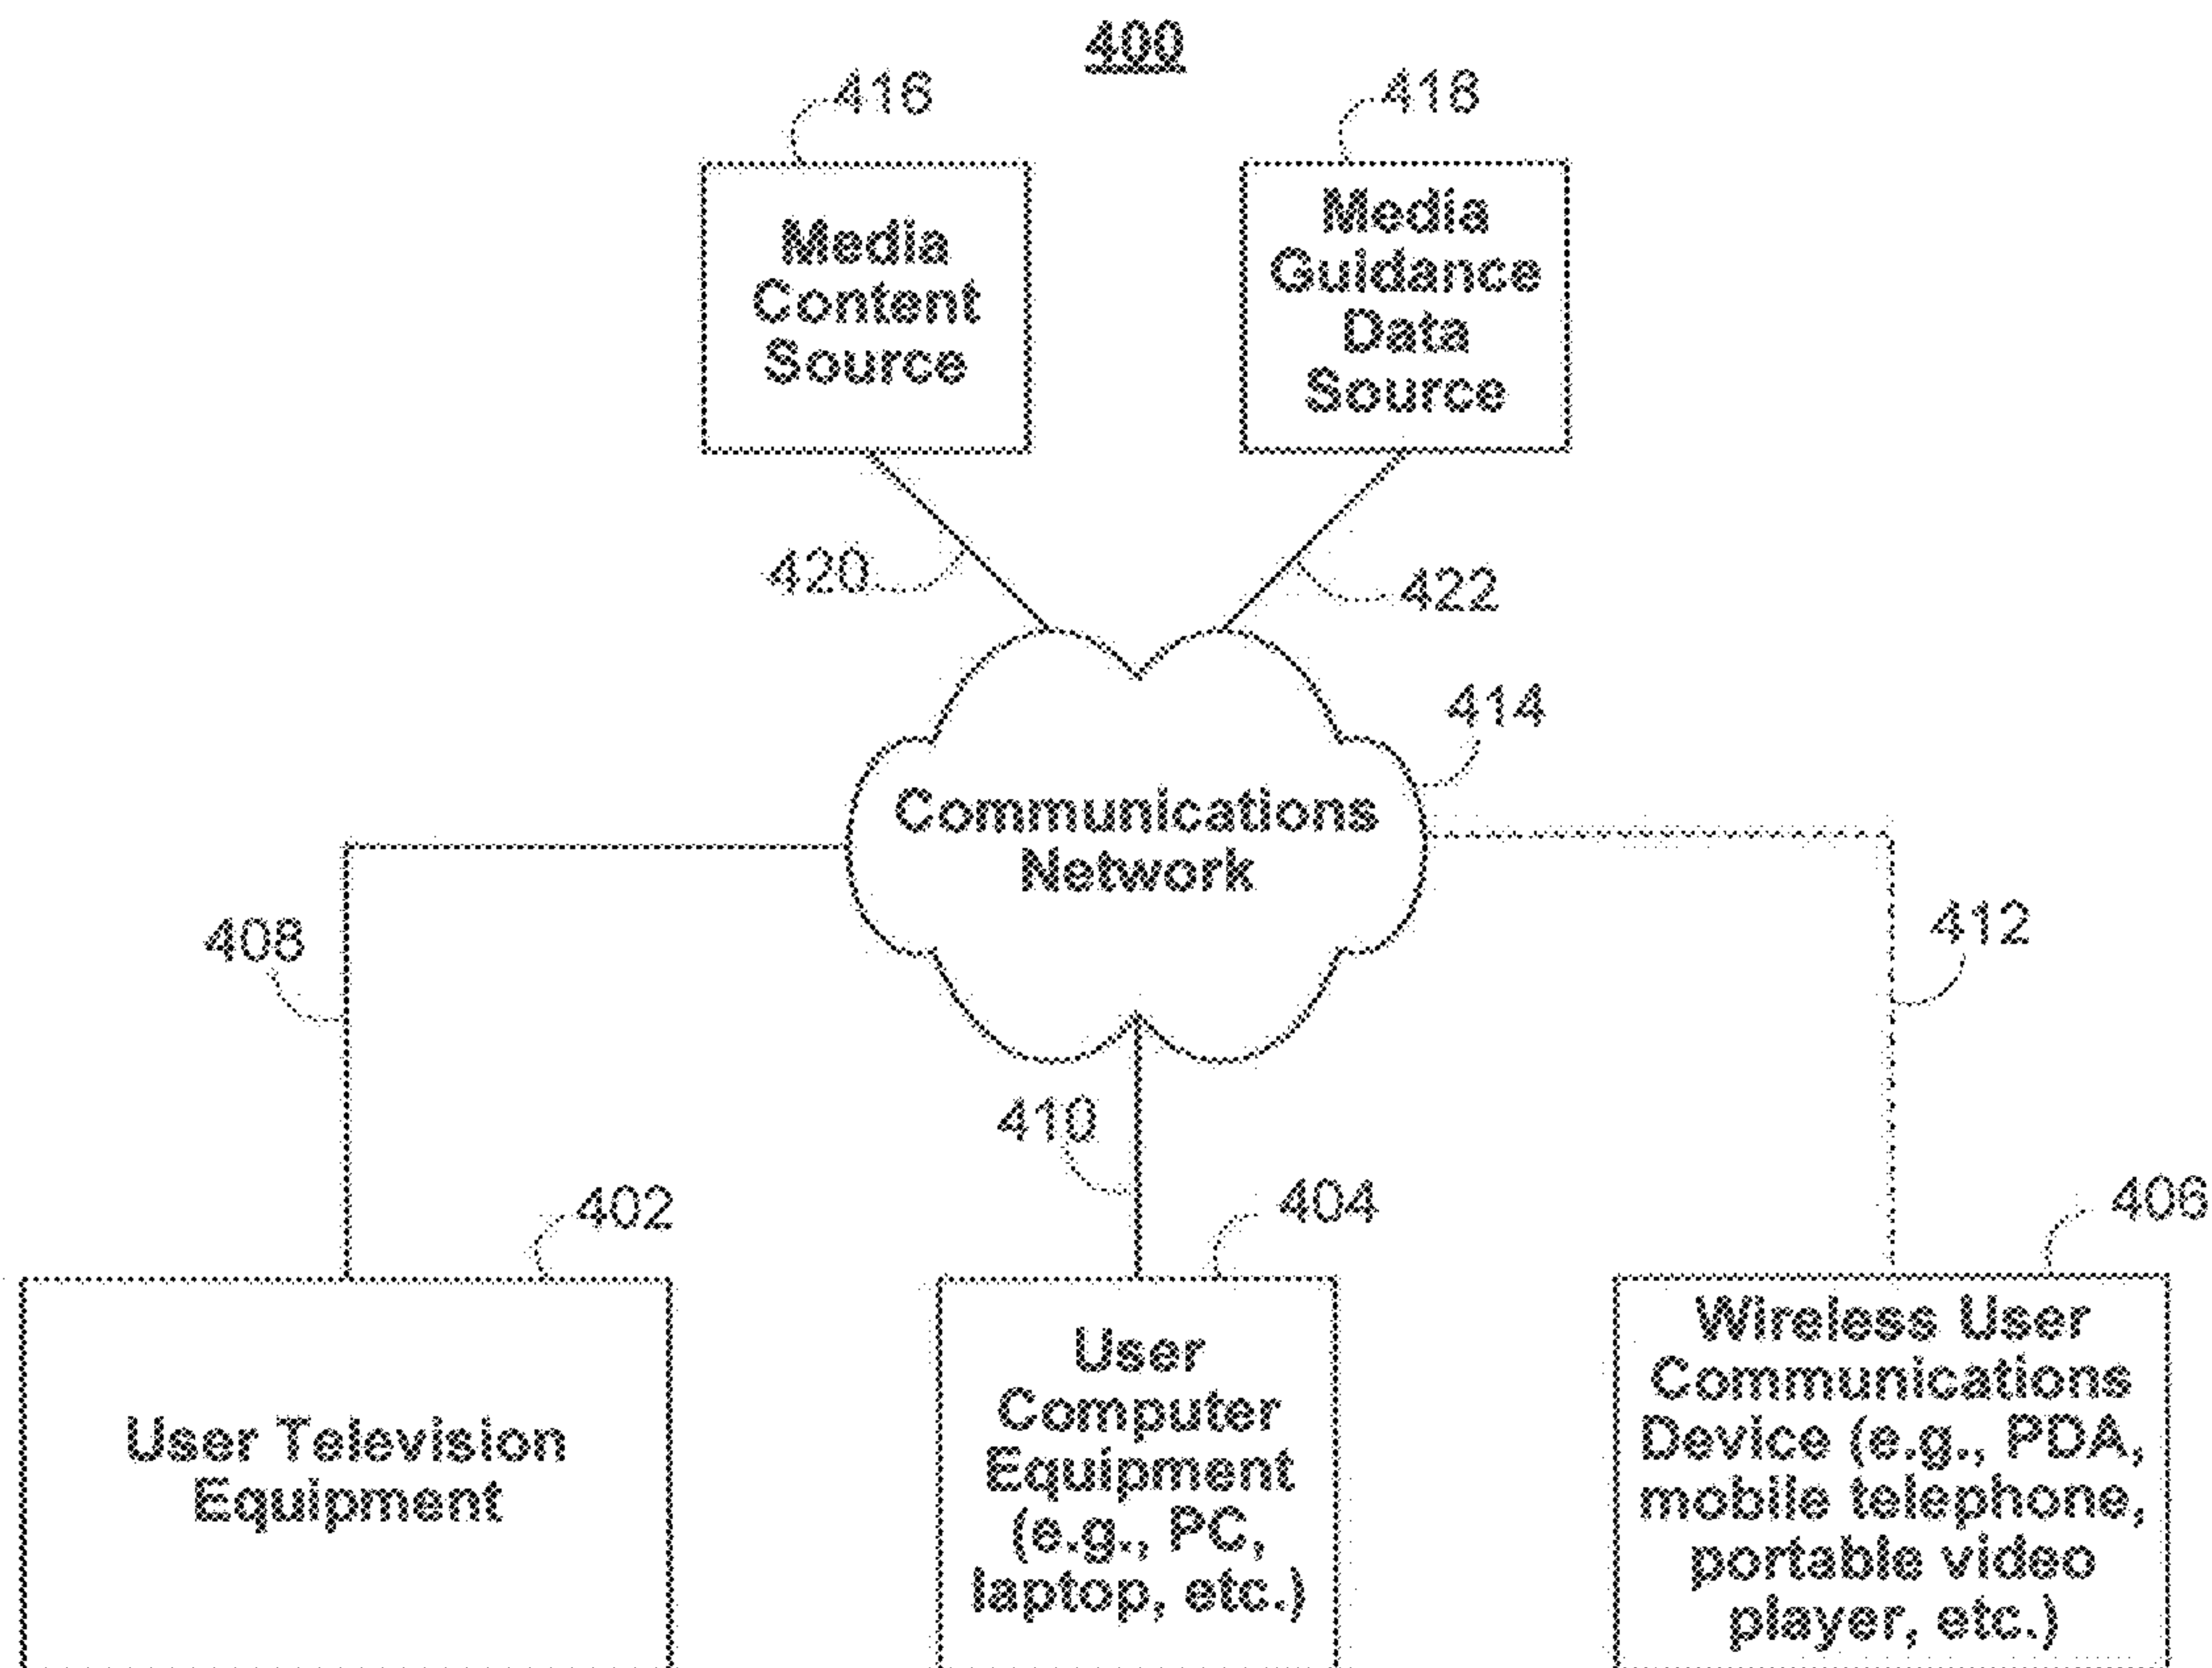 400
416
418
Media
Content
Source
Media
Guidance
Data
Source
420
422
414
Communications
Network
408
412
410
402
404
406
User Television
Equipment
User
Computer
Equipment
(e.g., PC,
laptop, etc.)
Wireless User
Communications
Device (e.g., PDA,
mobile telephone,
portable video
player, etc.)